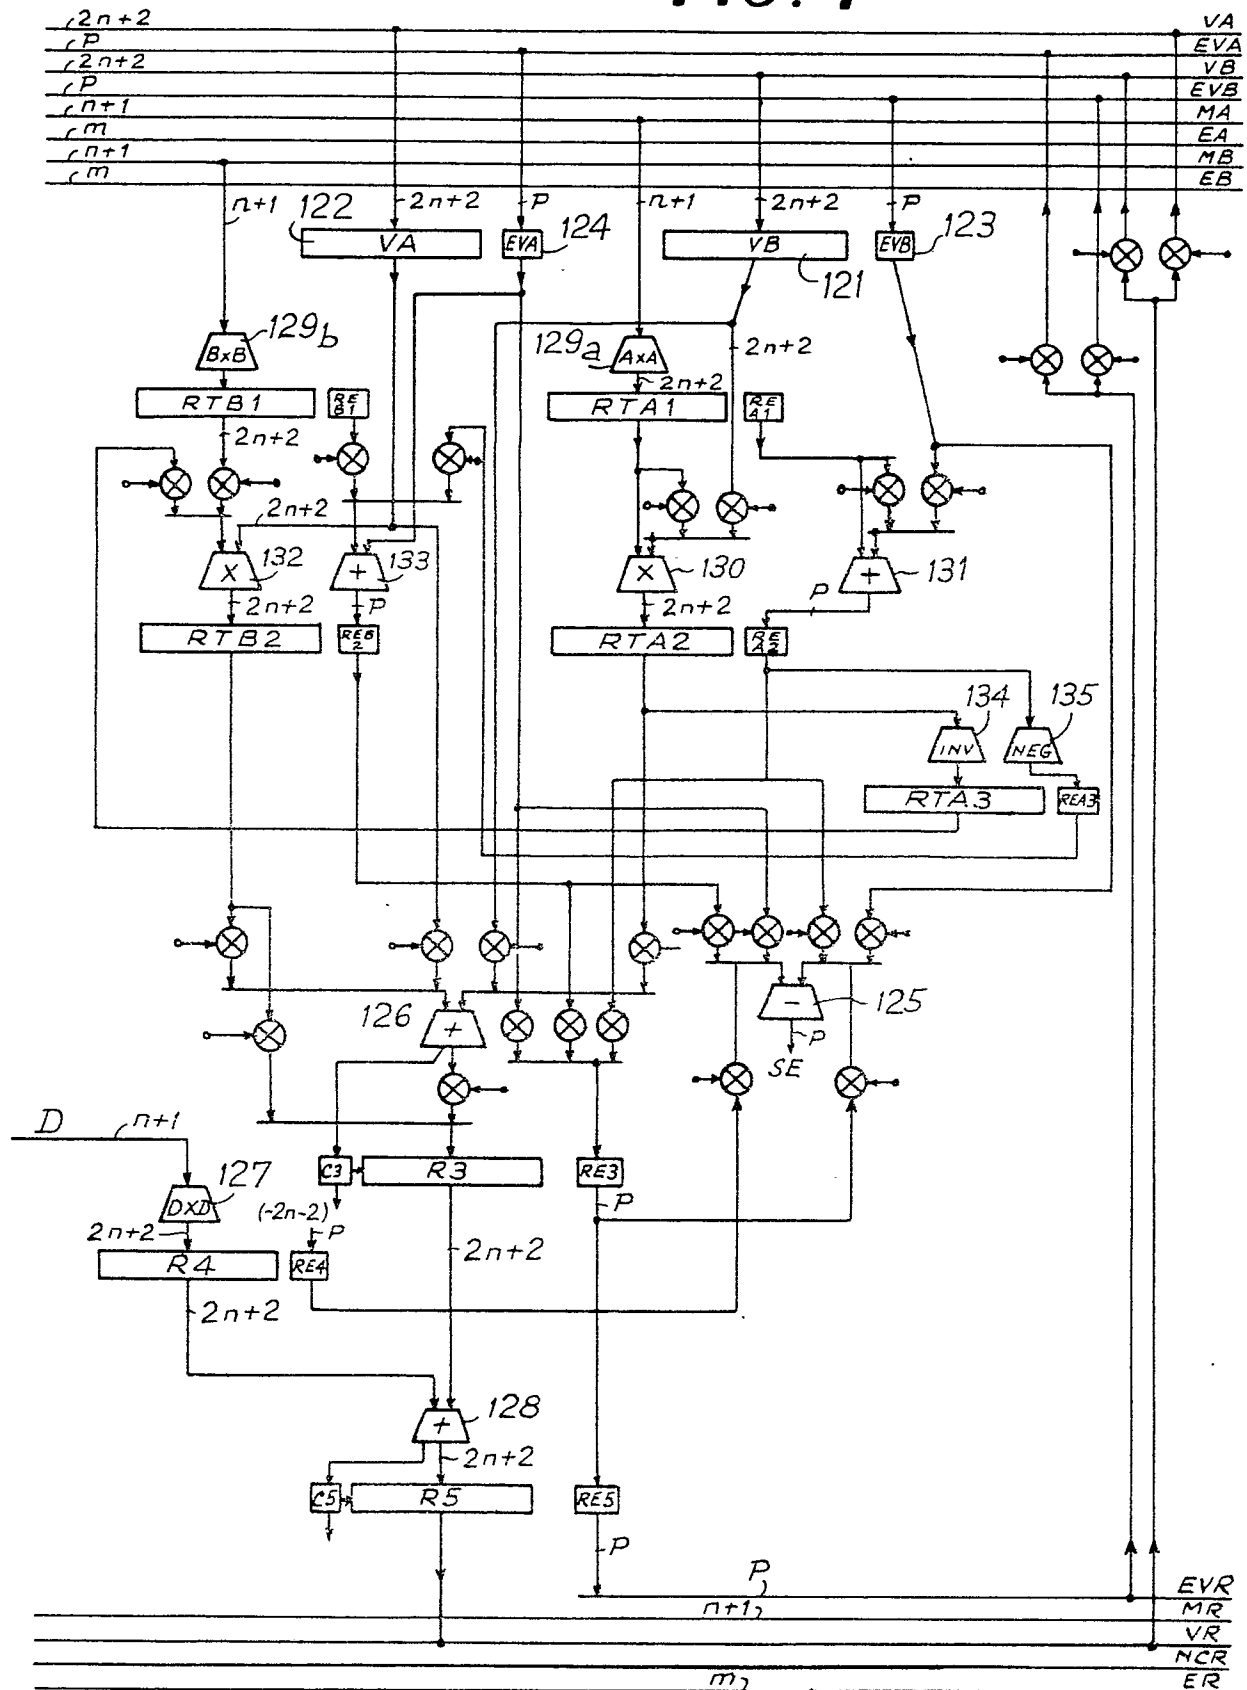 2n+2 VA
P EVA
2n+2 VB
P EVB
n+1 MA
m EA
n+1 MB
m EB
n+1 122 2n+2 P 124 n+1 2n+2 P 123
VA EVA VB EVB
121
129b 129a
BxB AxA 2n+2
2n+2
RTB1 RE B1 RTA1 RE A1
2n+2
2n+2
X 132 + 133 X 130 + 131
2n+2 P 2n+2 P
RTB2 REB 2 RTA2 RE A2
134 135
INV NEG
RTA3 REA3
126 + - 125
P
SE
D n+1
C3 R3 RE3
127
DXD (-2n-2) P
2n+2 P
R4 RE4 2n+2
2n+2
+ 128
2n+2
C5 R5 RE5
P
P EVR
n+1 MR
VR
NCR
m ER